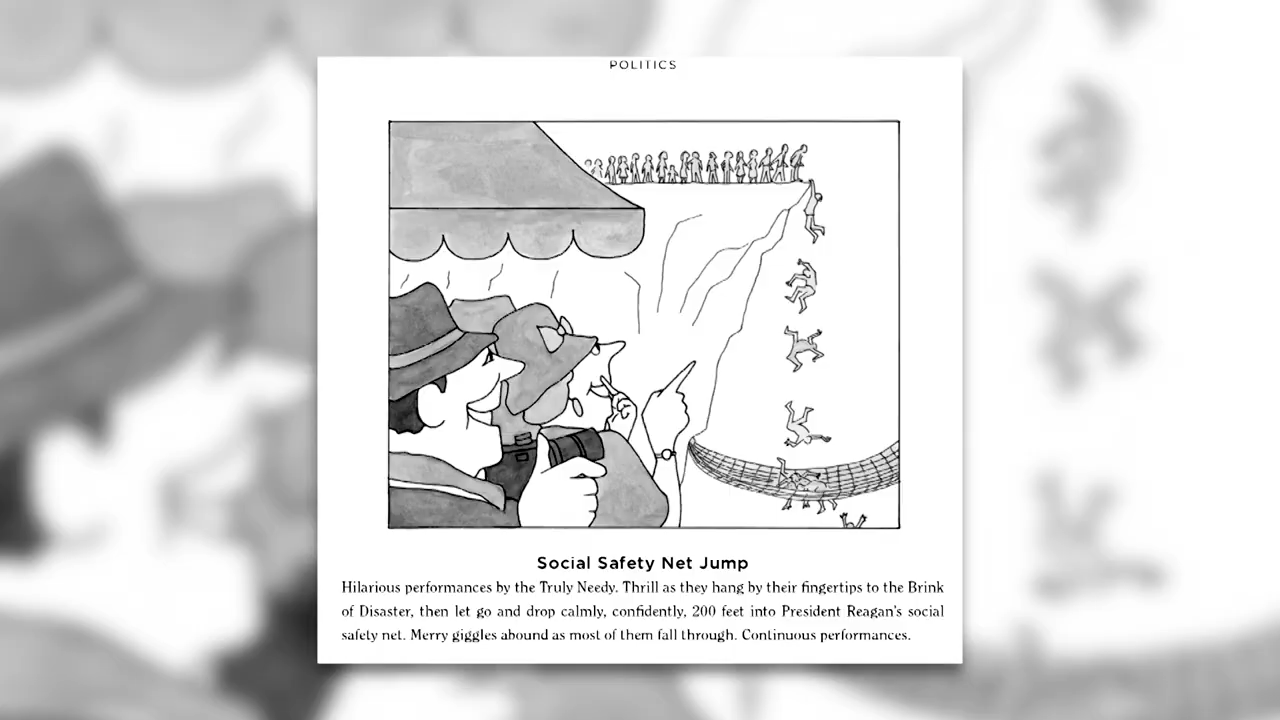 POLITICS
Social Safety Net Jump
Hilarious performances by the Truly Needy. Thrill as they hang by their fingertips to the Brink
of Disaster, then let go and drop calmly, confidently, 200 feet into President Reagan's social
safety net. Merry giggles abound as most of them fall through. Continuous performances.